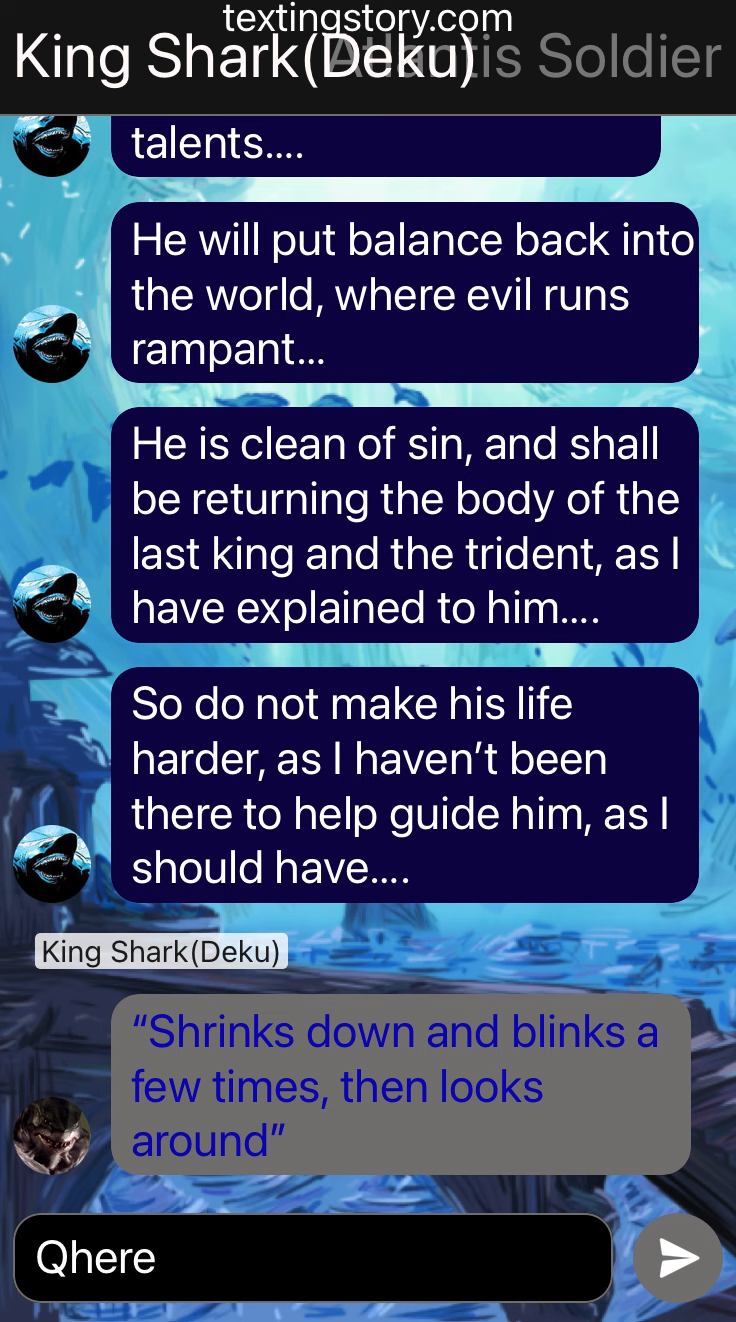 textingstory.com
King Shark(Deku)
Atlantis Soldier
talents....
He will put balance back into
the world, where evil runs
rampant...
He is clean of sin, and shall
be returning the body of the
last king and the trident, as I
have explained to him....
So do not make his life
harder, as I haven’t been
there to help guide him, as I
should have....
King Shark(Deku)
“Shrinks down and blinks a
few times, then looks
around”
Qhere